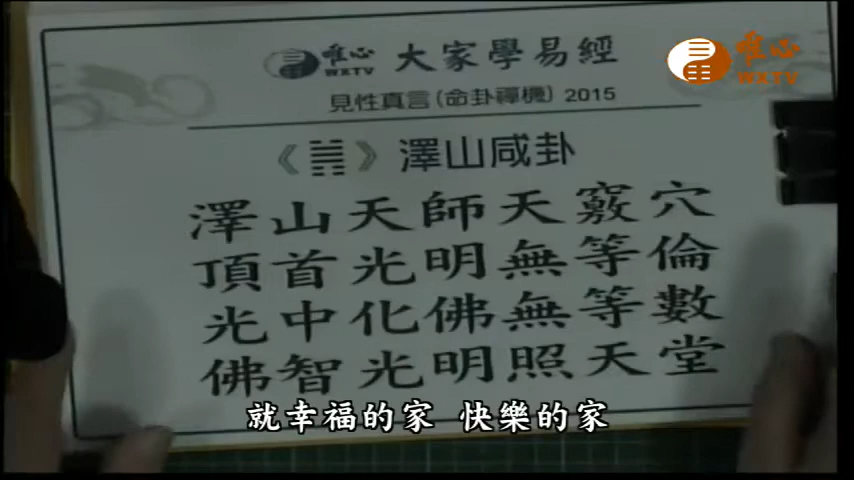 唯心
WXTV
大家學易經
唯心
WXTV
見性真言(命卦禪機) 2015
《䷞》澤山咸卦
澤山天師天竅穴
頂首光明無等倫
光中化佛無等數
佛智光明照天堂
就幸福的家 快樂的家